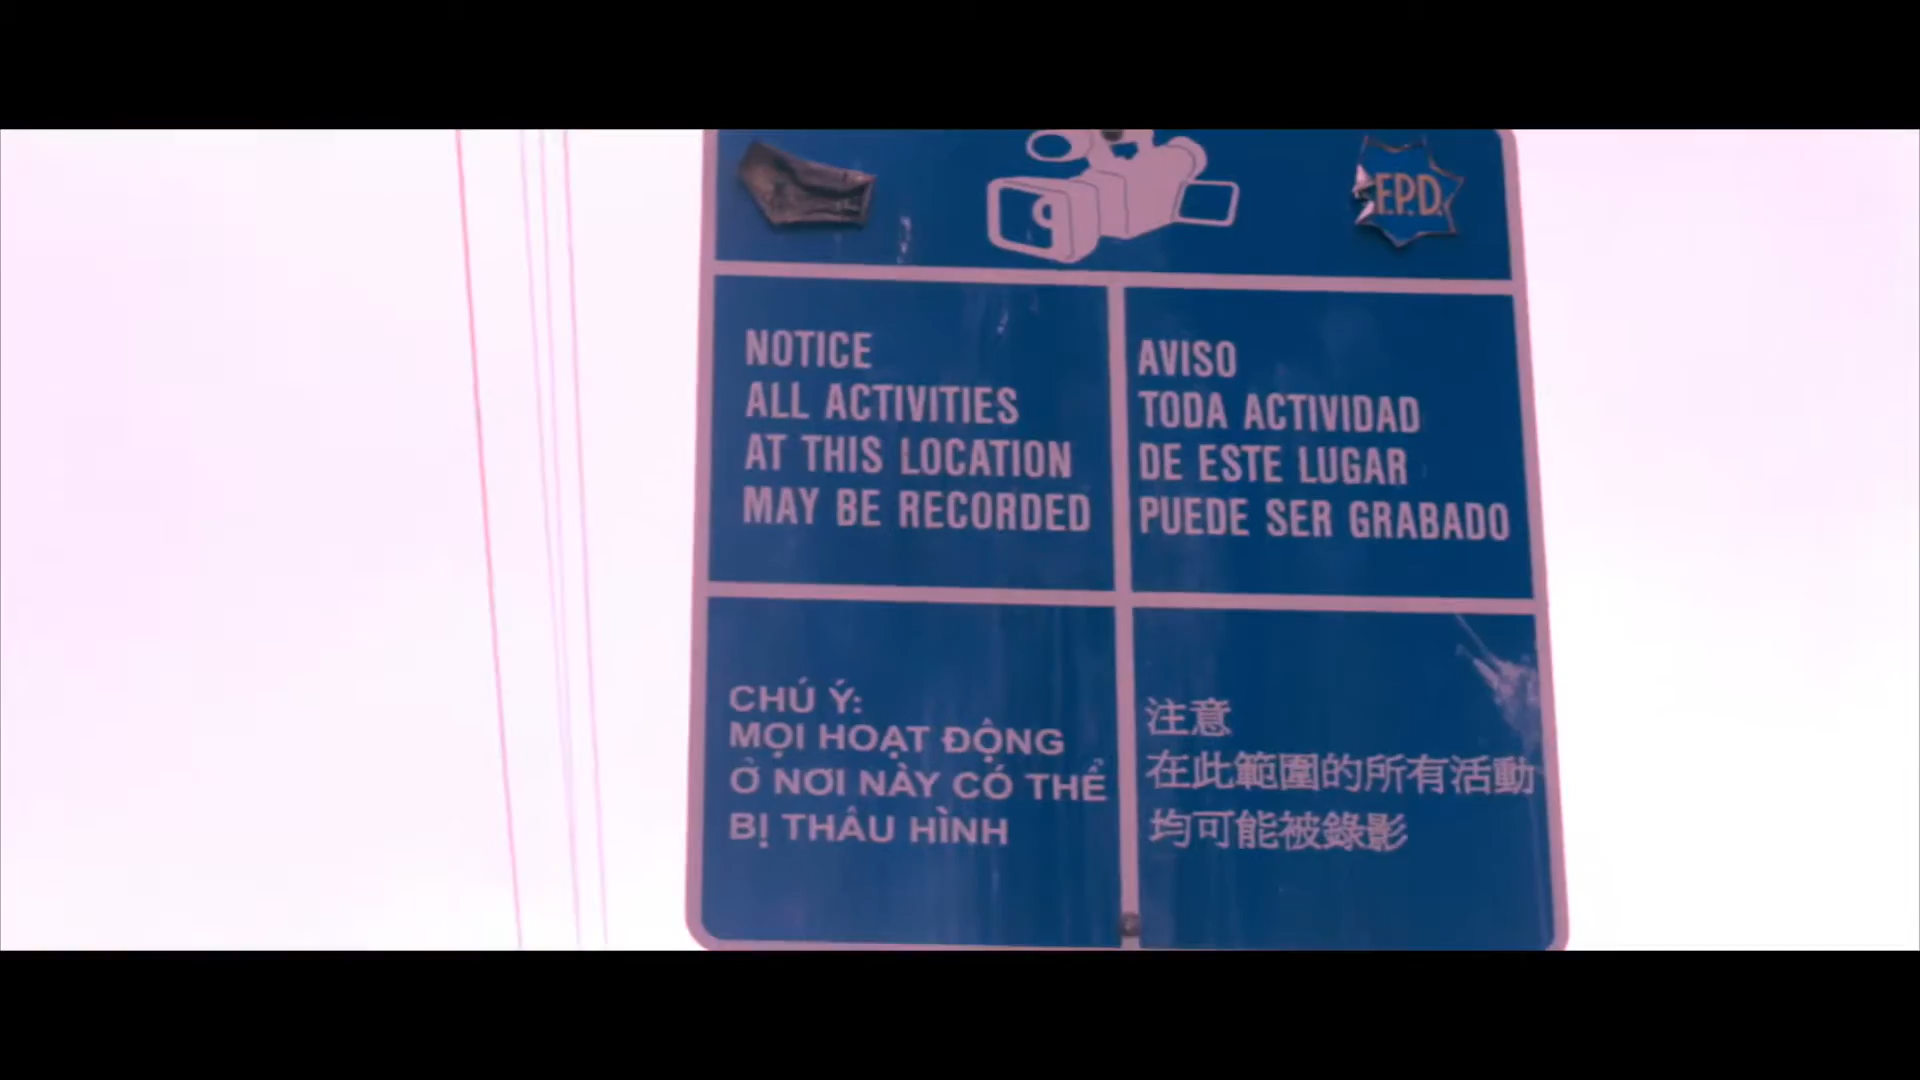 F.P.D.
NOTICE
ALL ACTIVITIES
AT THIS LOCATION
MAY BE RECORDED
AVISO
TODA ACTIVIDAD
DE ESTE LUGAR
PUEDE SER GRABADO
CHÚ Ý:
MỌI HOẠT ĐỘNG
Ở NƠI NÀY CÓ THỂ
BỊ THÂU HÌNH
注意
在此範圍的所有活動
均可能被錄影